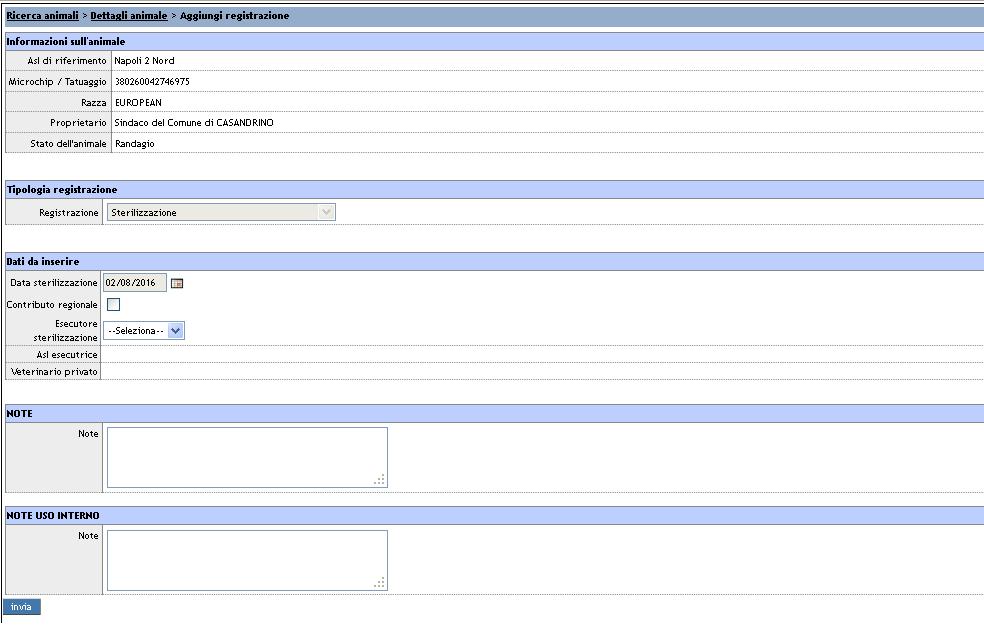 Ricerca animali > Dettagli animale > Aggiungi registrazione
Informazioni sull'animale
Asl di riferimento Napoli 2 Nord
Microchip / Tatuaggio 380260042746975
Razza EUROPEAN
Proprietario Sindaco del Comune di CASANDRINO
Stato dell'animale Randagio
Tipologia registrazione
Registrazione Sterilizzazione
Dati da inserire
Data sterilizzazione 02/08/2016
Contributo regionale
Esecutore
sterilizzazione --Seleziona--
Asl esecutrice
Veterinario privato
NOTE
Note
NOTE USO INTERNO
Note
invia